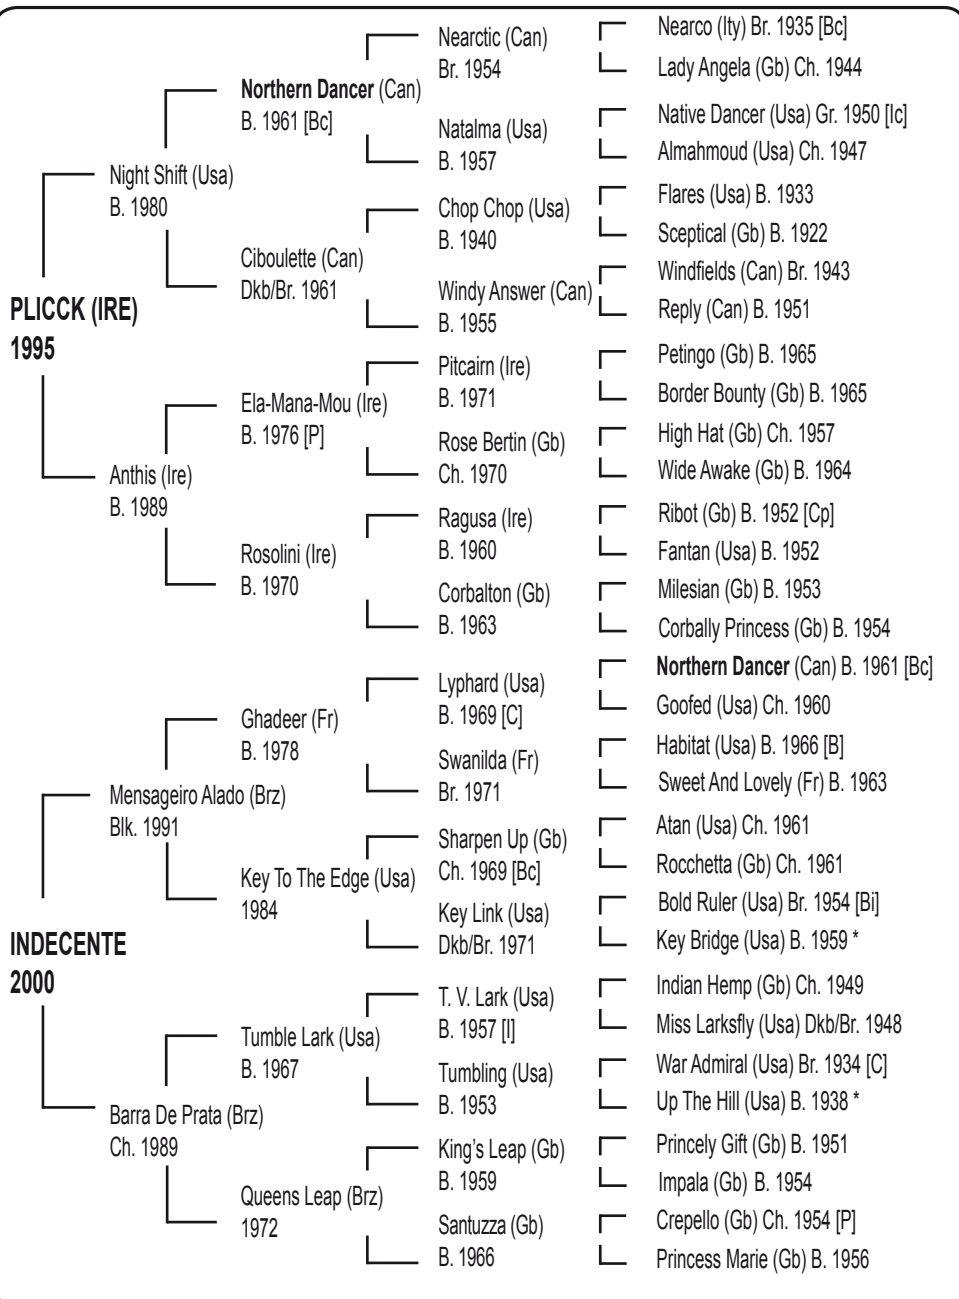 PLICCK (IRE)
1995
Night Shift (Usa)
B. 1980
Anthis (Ire)
B. 1989
Northern Dancer (Can)
B. 1961 [Bc]
Ciboulette (Can)
Dkb/Br. 1961
Ela-Mana-Mou (Ire)
B. 1976 [P]
Rosolini (Ire)
B. 1970
Nearctic (Can)
Br. 1954
Natalma (Usa)
B. 1957
Chop Chop (Usa)
B. 1940
Windy Answer (Can)
B. 1955
Pitcairn (Ire)
B. 1971
Rose Bertin (Gb)
Ch. 1970
Ragusa (Ire)
B. 1960
Corbalton (Gb)
B. 1963
Nearco (Ity) Br. 1935 [Bc]
Lady Angela (Gb) Ch. 1944
Native Dancer (Usa) Gr. 1950 [Ic]
Almahmoud (Usa) Ch. 1947
Flares (Usa) B. 1933
Sceptical (Gb) B. 1922
Windfields (Can) Br. 1943
Reply (Can) B. 1951
Petingo (Gb) B. 1965
Border Bounty (Gb) B. 1965
High Hat (Gb) Ch. 1957
Wide Awake (Gb) B. 1964
Ribot (Gb) B. 1952 [Cp]
Fantan (Usa) B. 1952
Milesian (Gb) B. 1953
Corbally Princess (Gb) B. 1954
INDECENTE
2000
Mensageiro Alado (Brz)
Blk. 1991
Barra De Prata (Brz)
Ch. 1989
Ghadeer (Fr)
B. 1978
Key To The Edge (Usa)
1984
Tumble Lark (Usa)
B. 1967
Queens Leap (Brz)
1972
Lyphard (Usa)
B. 1969 [C]
Swanilda (Fr)
Br. 1971
Sharpen Up (Gb)
Ch. 1969 [Bc]
Key Link (Usa)
Dkb/Br. 1971
T. V. Lark (Usa)
B. 1957 [I]
Tumbling (Usa)
B. 1953
King's Leap (Gb)
B. 1959
Santuzza (Gb)
B. 1966
Northern Dancer (Can) B. 1961 [Bc]
Goofed (Usa) Ch. 1960
Habitat (Usa) B. 1966 [B]
Sweet And Lovely (Fr) B. 1963
Atan (Usa) Ch. 1961
Rocchetta (Gb) Ch. 1961
Bold Ruler (Usa) Br. 1954 [Bi]
Key Bridge (Usa) B. 1959 *
Indian Hemp (Gb) Ch. 1949
Miss Larksfly (Usa) Dkb/Br. 1948
War Admiral (Usa) Br. 1934 [C]
Up The Hill (Usa) B. 1938 *
Princely Gift (Gb) B. 1951
Impala (Gb) B. 1954
Crepello (Gb) Ch. 1954 [P]
Princess Marie (Gb) B. 1956